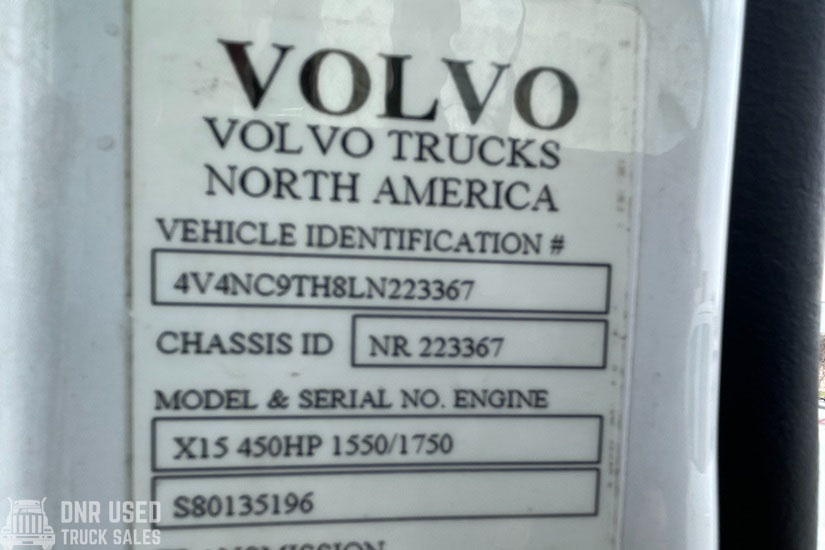 VOLVO
VOLVO TRUCKS
NORTH AMERICA
VEHICLE IDENTIFICATION #
4V4NC9TH8LN223367
CHASSIS ID NR 223367
MODEL & SERIAL NO. ENGINE
X15 450HP 1550/1750
S80135196
TRANSMISSION
DNR USED
TRUCK SALES